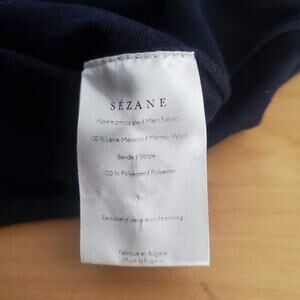 SÉZANE
Matière principale / Main Fabric
100 % Laine Mérinos / Merino Wool
Bande / Stripe
100 % Polyester / Polyester
Exclusive of decoration / trimming
Fabriqué en Bulgarie
Made in Bulgaria